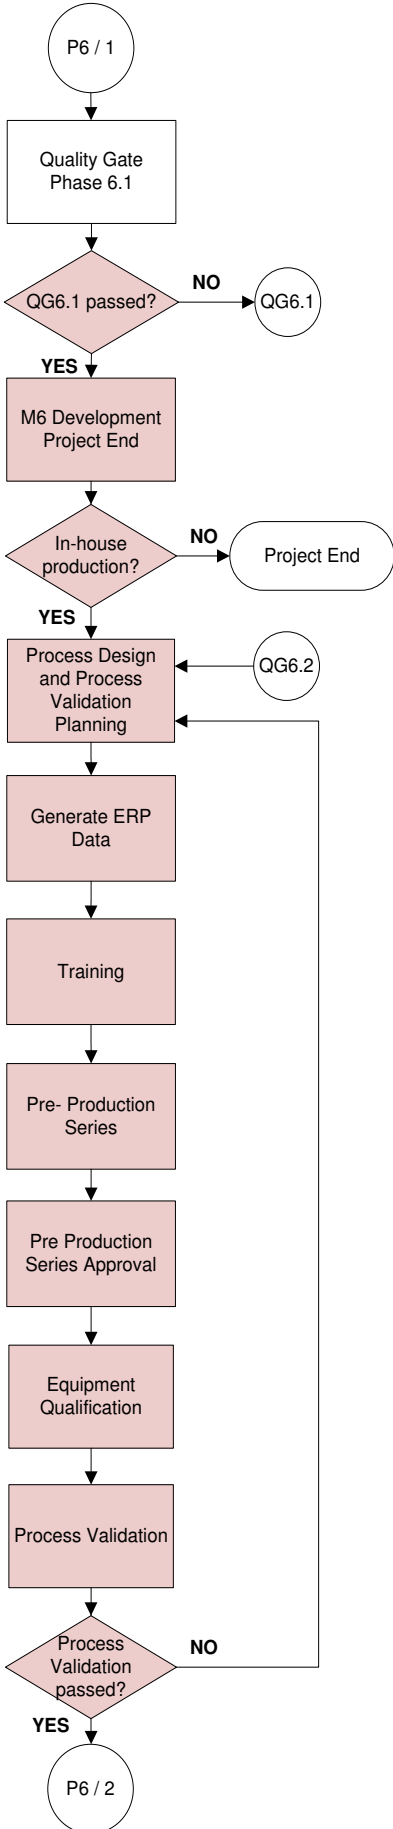 P6 / 1
Quality Gate
Phase 6.1
QG6.1 passed?
NO
QG6.1
YES
M6 Development
Project End
In-house
production?
NO
Project End
YES
Process Design
and Process
Validation
Planning
QG6.2
Generate ERP
Data
Training
Pre- Production
Series
Pre Production
Series Approval
Equipment
Qualification
Process Validation
Process
Validation
passed?
NO
YES
P6 / 2